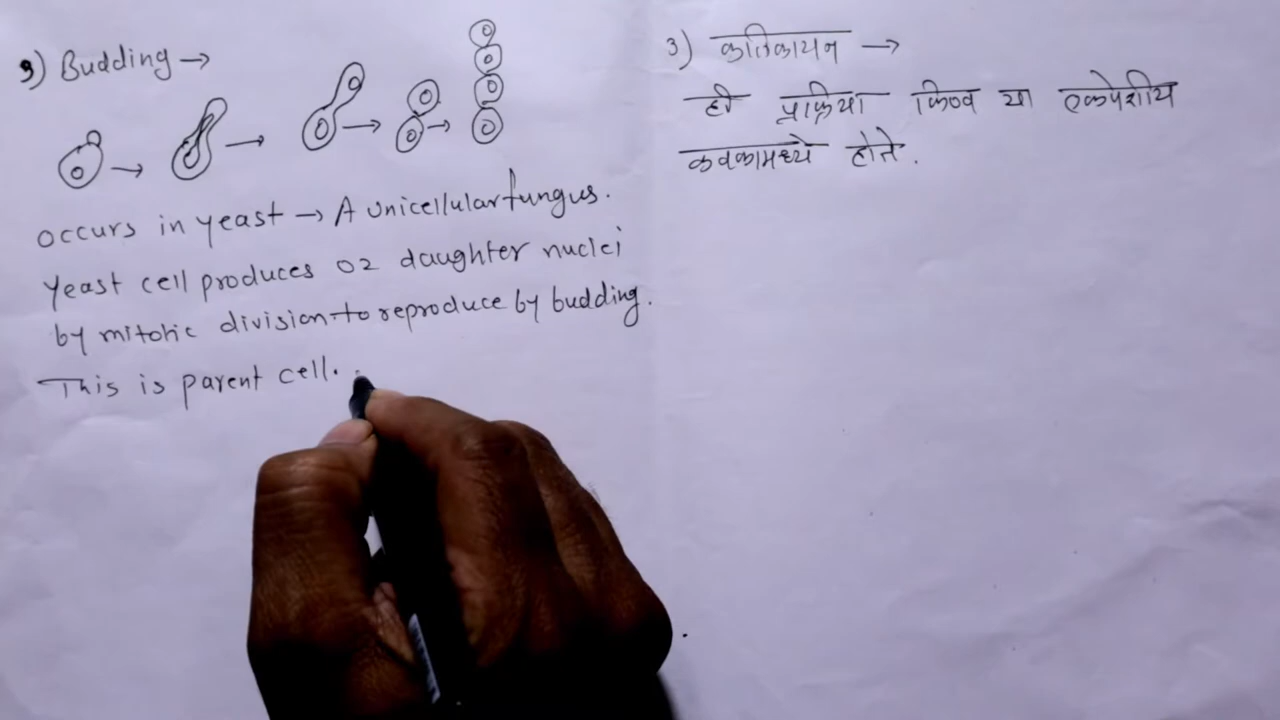 ३) Budding →
occurs in yeast → A unicellular fungus.
Yeast cell produces 02 daughter nuclei
by mitotic division to reproduce by budding.
This is parent cell.
3) कलिकायन →
ही प्रक्रिया किण्व या एकपेशीय
कवकामध्ये होते.